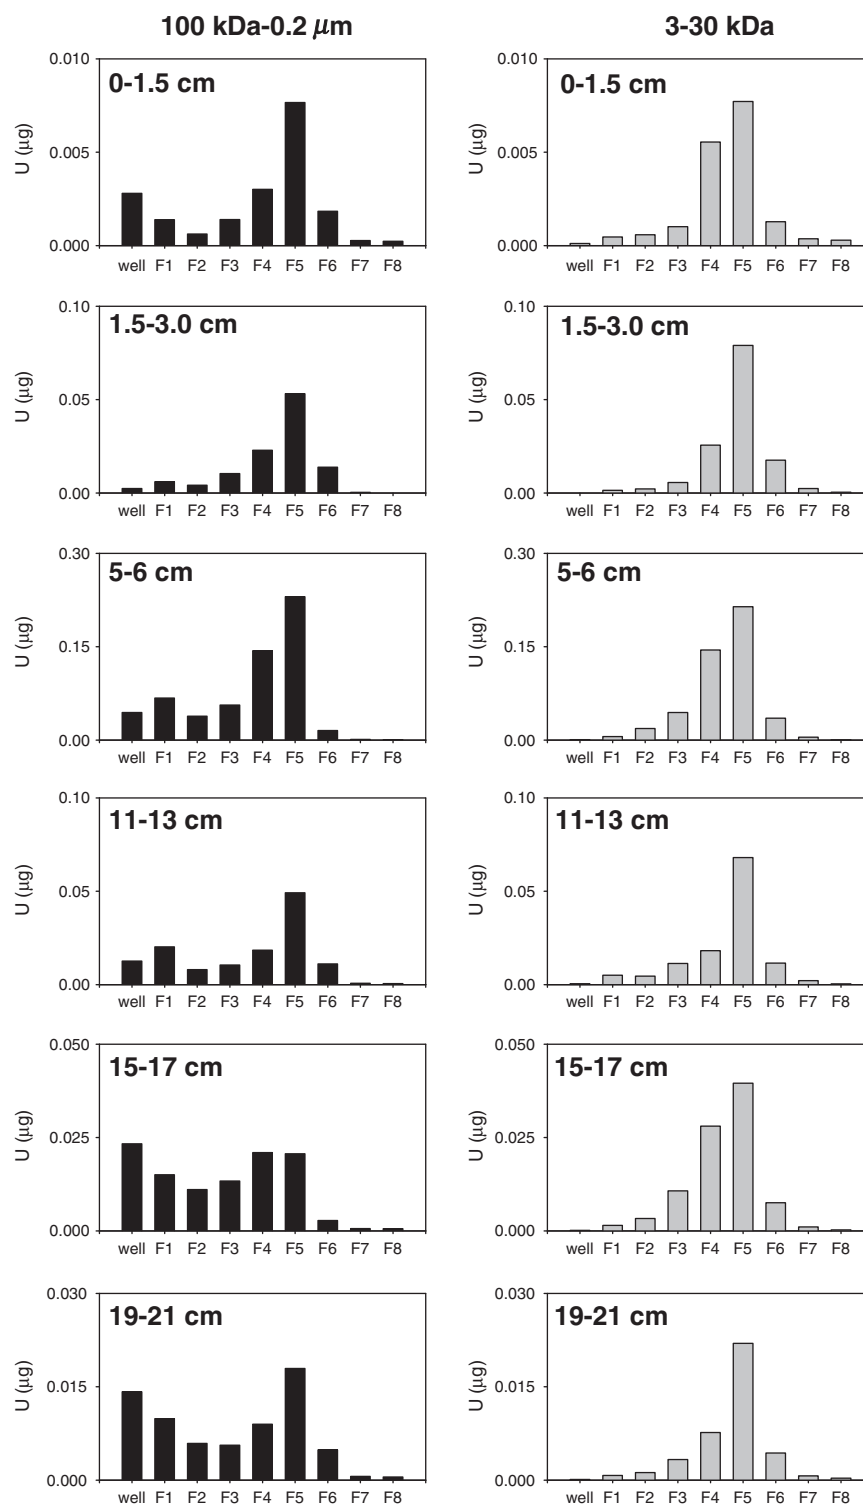 100 kDa-0.2 μm
3-30 kDa
0-1.5 cm
U (μg)
0.010
0.005
0.000
well F1 F2 F3 F4 F5 F6 F7 F8
0-1.5 cm
U (μg)
0.010
0.005
0.000
well F1 F2 F3 F4 F5 F6 F7 F8
1.5-3.0 cm
U (μg)
0.10
0.05
0.00
well F1 F2 F3 F4 F5 F6 F7 F8
1.5-3.0 cm
U (μg)
0.10
0.05
0.00
well F1 F2 F3 F4 F5 F6 F7 F8
5-6 cm
U (μg)
0.30
0.15
0.00
well F1 F2 F3 F4 F5 F6 F7 F8
5-6 cm
U (μg)
0.30
0.15
0.00
well F1 F2 F3 F4 F5 F6 F7 F8
11-13 cm
U (μg)
0.10
0.05
0.00
well F1 F2 F3 F4 F5 F6 F7 F8
11-13 cm
U (μg)
0.10
0.05
0.00
well F1 F2 F3 F4 F5 F6 F7 F8
15-17 cm
U (μg)
0.050
0.025
0.000
well F1 F2 F3 F4 F5 F6 F7 F8
15-17 cm
U (μg)
0.050
0.025
0.000
well F1 F2 F3 F4 F5 F6 F7 F8
19-21 cm
U (μg)
0.030
0.015
0.000
well F1 F2 F3 F4 F5 F6 F7 F8
19-21 cm
U (μg)
0.030
0.015
0.000
well F1 F2 F3 F4 F5 F6 F7 F8